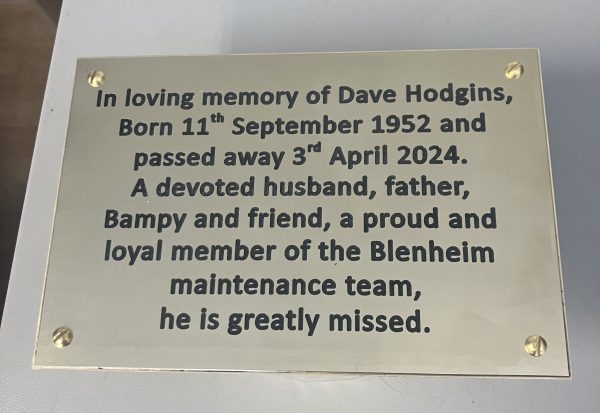 In loving memory of Dave Hodgins,
Born 11th September 1952 and
passed away 3rd April 2024.
A devoted husband, father,
Bampy and friend, a proud and
loyal member of the Blenheim
maintenance team,
he is greatly missed.